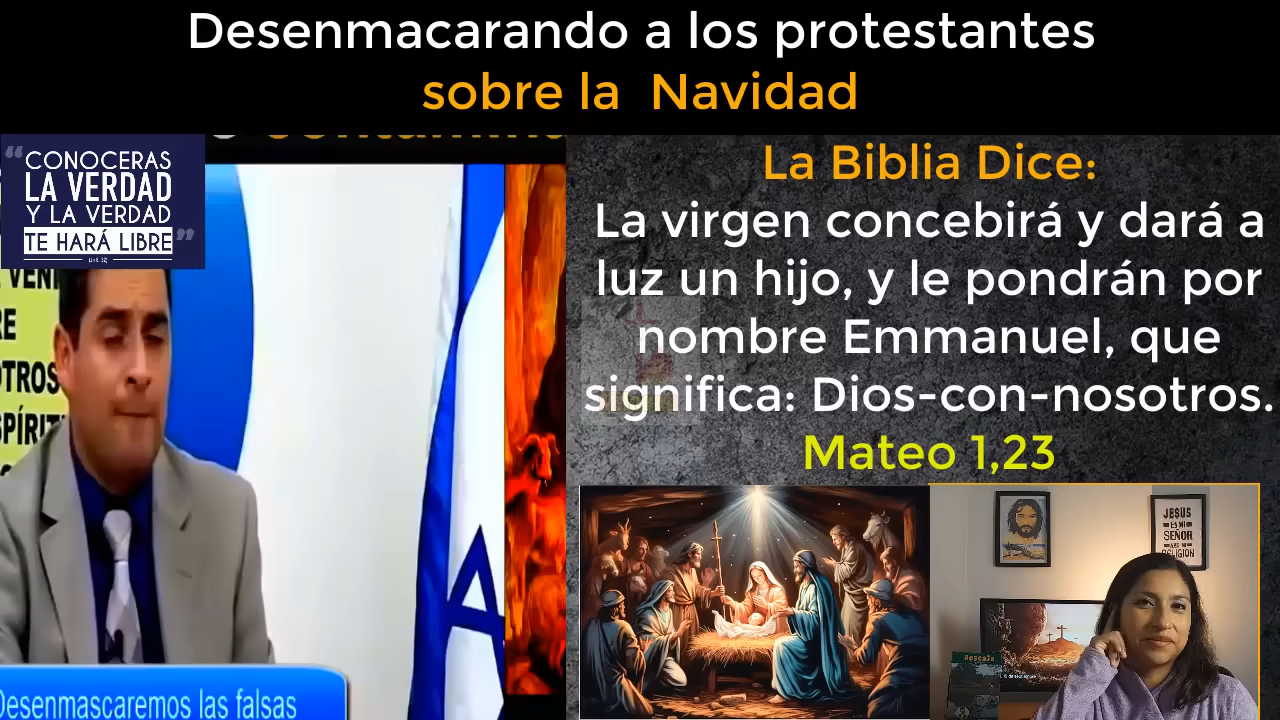 Desenmacarando a los protestantes
sobre la Navidad
“CONOCERAS
LA VERDAD
Y LA VERDAD
TE HARÁ LIBRE”
La Biblia Dice:
La virgen concebirá y dará a
luz un hijo, y le pondrán por
nombre Emmanuel, que
significa: Dios-con-nosotros.
Mateo 1,23
JESUS
ES MI
SEÑOR
RELIGION
Rescate
Desenmascaremos las falsas